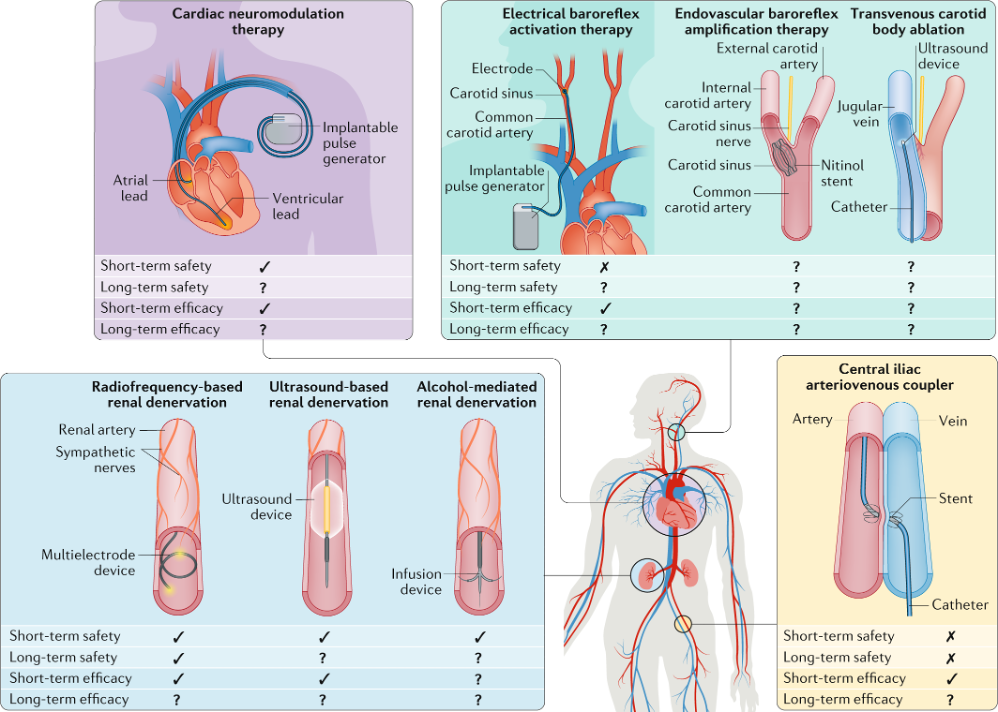 Cardiac neuromodulation
therapy
Implantable
pulse
generator
Atrial
lead
Ventricular
lead
Short-term safety ✓
Long-term safety ?
Short-term efficacy ✓
Long-term efficacy ?
Electrical baroreflex
activation therapy
Endovascular baroreflex
amplification therapy
Transvenous carotid
body ablation
Electrode
Carotid sinus
Common
carotid artery
Implantable
pulse generator
External carotid
artery
Internal
carotid artery
Carotid sinus
nerve
Carotid sinus
Nitinol
stent
Common
carotid artery
Ultrasound
device
Jugular
vein
Catheter
Short-term safety ✗ ? ?
Long-term safety ? ? ?
Short-term efficacy ✓ ? ?
Long-term efficacy ? ? ?
Radiofrequency-based
renal denervation
Ultrasound-based
renal denervation
Alcohol-mediated
renal denervation
Renal artery
Sympathetic
nerves
Multielectrode
device
Ultrasound
device
Infusion
device
Short-term safety ✓ ✓ ✓
Long-term safety ✓ ? ?
Short-term efficacy ✓ ✓ ?
Long-term efficacy ? ? ?
Central iliac
arteriovenous coupler
Artery
Vein
Stent
Catheter
Short-term safety ✗
Long-term safety ✗
Short-term efficacy ✓
Long-term efficacy ?